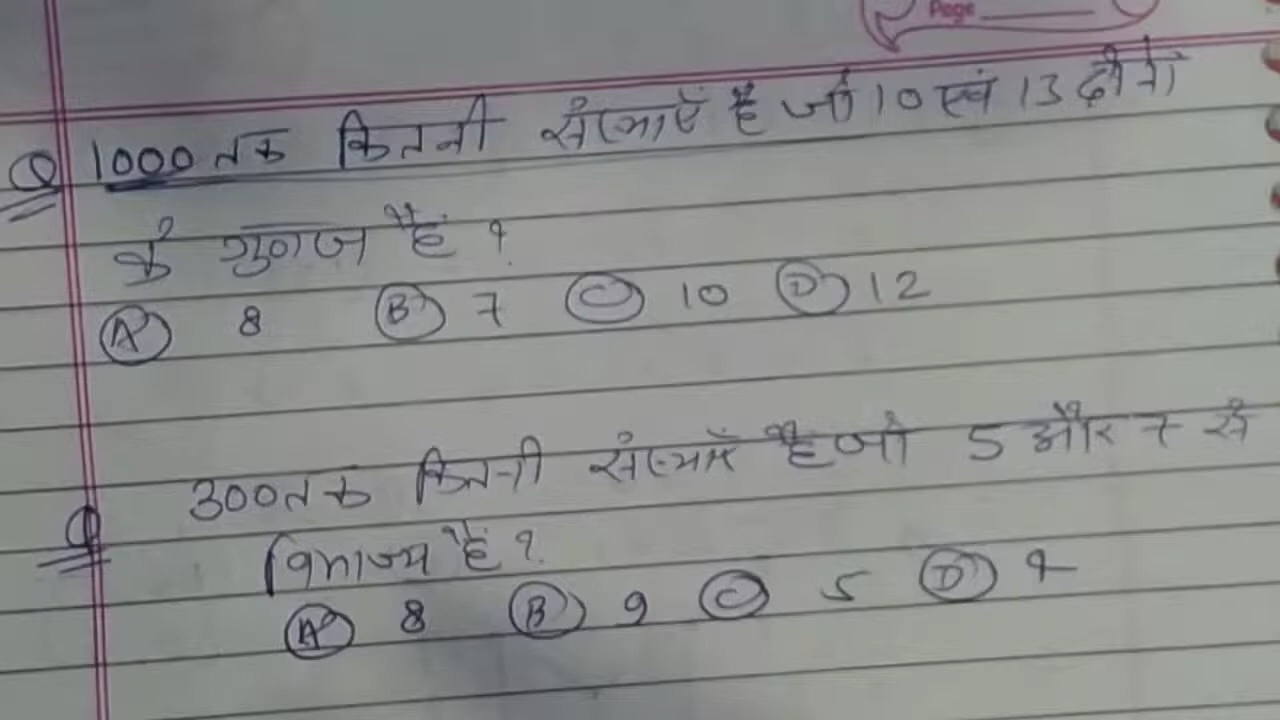 Page
Q 1000 तक कितनी संख्याएँ है जो 10 एवं 13 दोनों
के गुणज हैं ?
(A) 8 (B) 7 (C) 10 (D) 12
300 तक कितनी संख्याएँ है जो 5 और 7 से
Q विभाज्य हैं ?
(A) 8 (B) 9 (C) 5 (D) 7